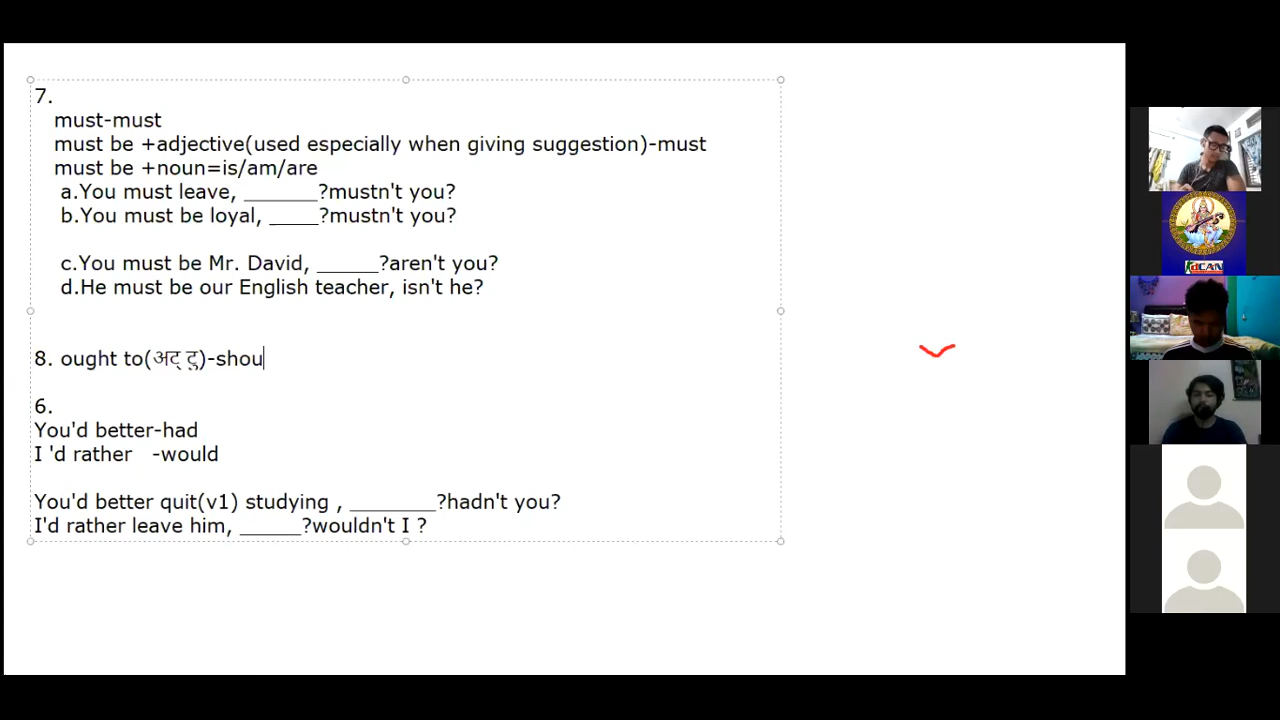 7.
must-must
must be +adjective(used especially when giving suggestion)-must
must be +noun=is/am/are
a.You must leave, _______?mustn't you?
b.You must be loyal, _____?mustn't you?
c.You must be Mr. David, ______?aren't you?
d.He must be our English teacher, isn't he?
8. ought to(अट् टु)-shou
6.
You'd better-had
I 'd rather -would
You'd better quit(v1) studying , ________?hadn't you?
I'd rather leave him, ______?wouldn't I ?